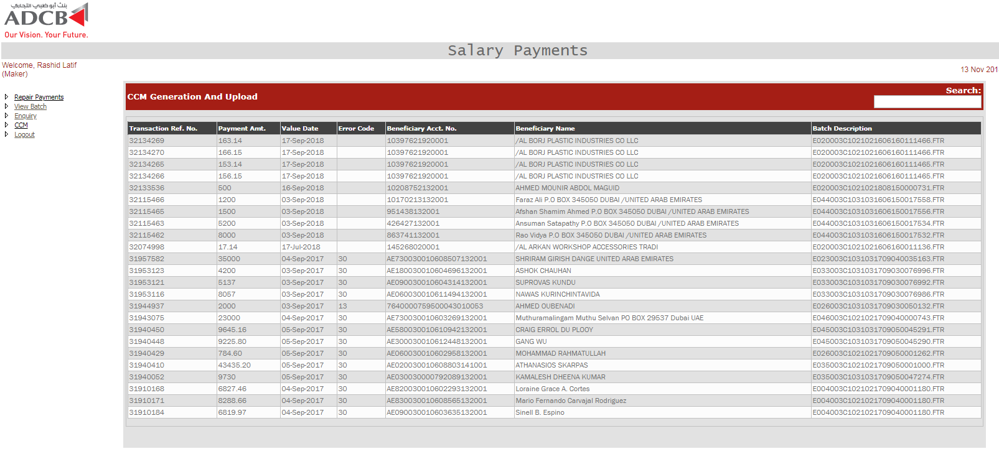 بنك أبوظبي التجاري
ADCB
Our Vision. Your Future.
Salary Payments
Welcome, Rashid Latif
(Maker)
13 Nov 201
Repair Payments
View Batch
Enquiry
CCM
Logout
CCM Generation And Upload
Search:
Transaction Ref. No. Payment Amt. Value Date Error Code Beneficiary Acct. No. Beneficiary Name Batch Description
32134269 163.14 17-Sep-2018 10397621920001 /AL BORJ PLASTIC INDUSTRIES CO LLC E020003C1021021606160111466.FTR
32134270 166.15 17-Sep-2018 10397621920001 /AL BORJ PLASTIC INDUSTRIES CO LLC E020003C1021021606160111466.FTR
32134265 153.14 17-Sep-2018 10397621920001 /AL BORJ PLASTIC INDUSTRIES CO LLC E020003C1021021606160111465.FTR
32134266 156.15 17-Sep-2018 10397621920001 /AL BORJ PLASTIC INDUSTRIES CO LLC E020003C1021021606160111465.FTR
32133536 500 16-Sep-2018 10208752132001 AHMED MOUNIR ABDOL MAGUID E020003C1021021808150000731.FTR
32115466 1200 03-Sep-2018 10170213132001 Faraz Ali P.O BOX 345050 DUBAI /UNITED ARAB EMIRATES E044003C1031031606150017558.FTR
32115465 1500 03-Sep-2018 951438132001 Afshan Shamim Ahmed P.O BOX 345050 DUBAI /UNITED ARAB EMIRATES E044003C1031031606150017556.FTR
32115463 5200 03-Sep-2018 426427132001 Ansuman Satapathy P.O BOX 345050 DUBAI /UNITED ARAB EMIRATES E044003C1031031606150017534.FTR
32115462 8000 03-Sep-2018 863741132001 Rao Vidya P.O BOX 345050 DUBAI /UNITED ARAB EMIRATES E044003C1031031606150017532.FTR
32074998 17.14 17-Jul-2018 145268020001 /AL ARKAN WORKSHOP ACCESSORIES TRADI E020003C1021021606160011136.FTR
31957582 35000 04-Sep-2017 30 AE730030010608507132001 SHRIRAM GIRISH DANGE UNITED ARAB EMIRATES E023003C1031031709040035163.FTR
31953123 4200 03-Sep-2017 30 AE180030010604696132001 ASHOK CHAUHAN E033003C1031031709030076996.FTR
31953121 5137 03-Sep-2017 30 AE090030010604314132001 SUPROVAS KUNDU E033003C1031031709030076992.FTR
31953116 8057 03-Sep-2017 30 AE060030010611494132001 NAWAS KURINCHINTAVIDA E033003C1031031709030076986.FTR
31944937 2000 03-Sep-2017 13 7640000759500043010053 AHMED OUBENADI E026003C1031031709030050132.FTR
31943075 23000 04-Sep-2017 30 AE730030010603269132001 Muthuramalingam Muthu Selvan PO BOX 29537 Dubai UAE E046003C1031031709040000743.FTR
31940450 9645.16 05-Sep-2017 30 AE580030010610942132001 CRAIG ERROL DU PLOOY E045003C1031031709050045291.FTR
31940448 9225.80 05-Sep-2017 30 AE300030010612448132001 GANG WU E045003C1031031709050045290.FTR
31940429 784.60 05-Sep-2017 30 AE060030010602958132001 MOHAMMAD RAHMATULLAH E026003C1021021709050001262.FTR
31940410 43435.20 05-Sep-2017 30 AE020030010608803141001 ATHANASIOS SKARPAS E035003C1021021709050001000.FTR
31940052 9730 05-Sep-2017 30 AE030030000792089132001 KAMALESH DHEENA KUMAR E035003C1031031709050047274.FTR
31910168 6827.46 04-Sep-2017 30 AE820030010602293132001 Loraine Grace A. Cortes E004003C1021021709040001180.FTR
31910171 8288.66 04-Sep-2017 30 AE830030010608565132001 Mario Fernando Carvajal Rodriguez E004003C1021021709040001180.FTR
31910184 6819.97 04-Sep-2017 30 AE090030010603635132001 Sinell B. Espino E004003C1021021709040001180.FTR